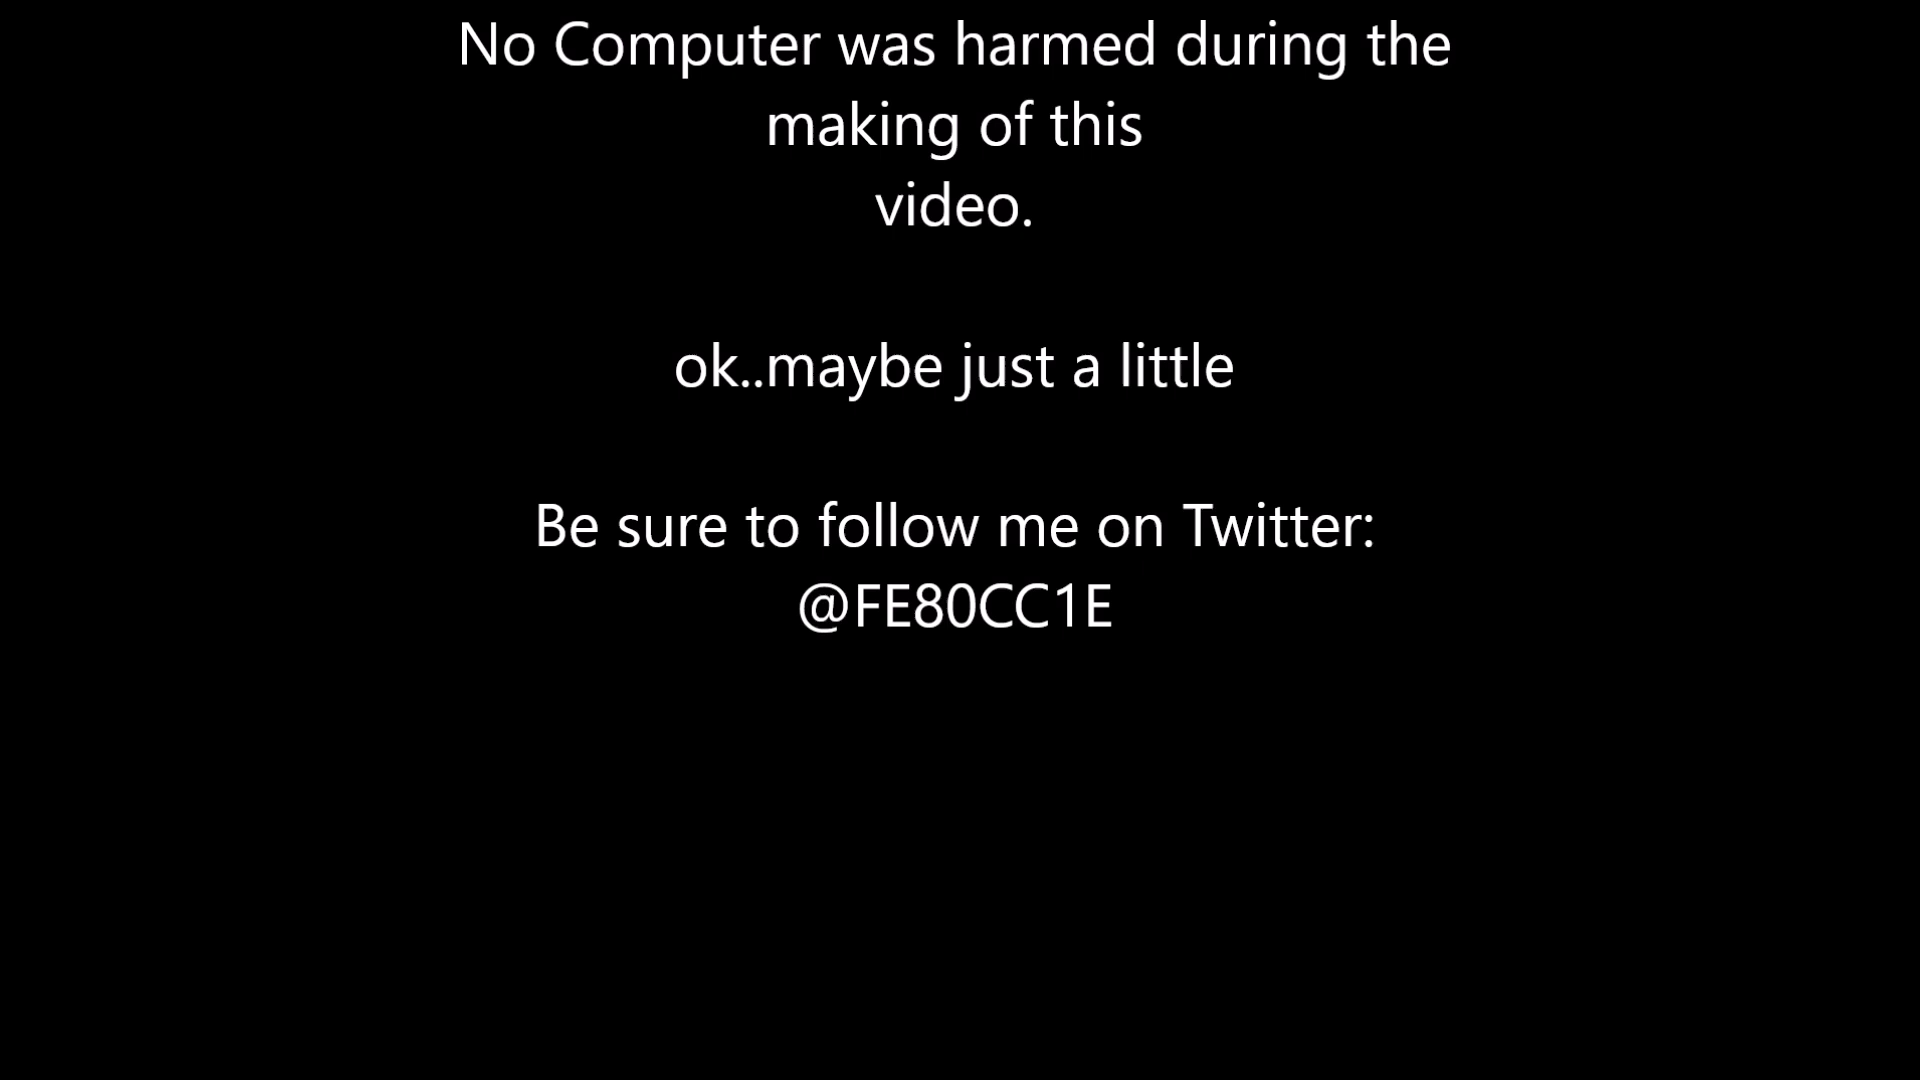 No Computer was harmed during the
making of this
video.
ok..maybe just a little
Be sure to follow me on Twitter:
@FE80CC1E